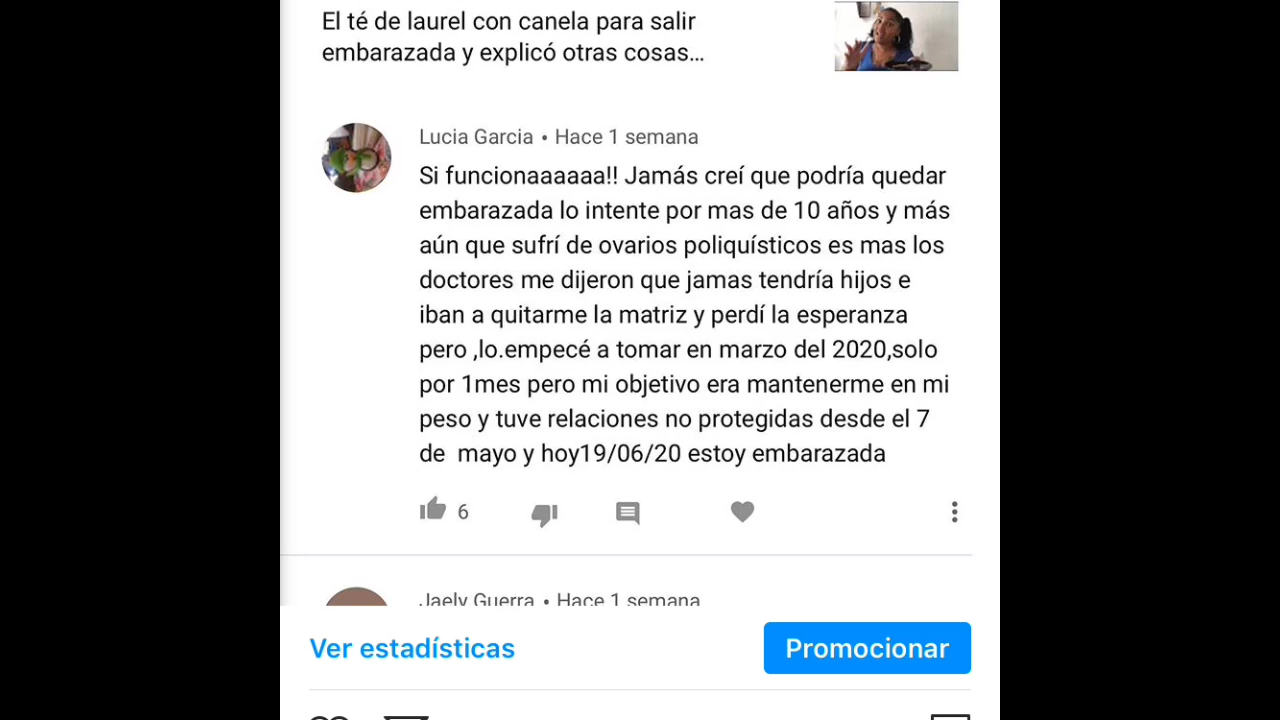 El té de laurel con canela para salir
embarazada y explicó otras cosas...
Lucia Garcia • Hace 1 semana
Si funcionaaaaaa!! Jamás creí que podría quedar
embarazada lo intente por mas de 10 años y más
aún que sufrí de ovarios poliquísticos es mas los
doctores me dijeron que jamas tendría hijos e
iban a quitarme la matriz y perdí la esperanza
pero ,lo.empecé a tomar en marzo del 2020,solo
por 1mes pero mi objetivo era mantenerme en mi
peso y tuve relaciones no protegidas desde el 7
de  mayo y hoy19/06/20 estoy embarazada
6
Jaely Guerra • Hace 1 semana
Ver estadísticas
Promocionar